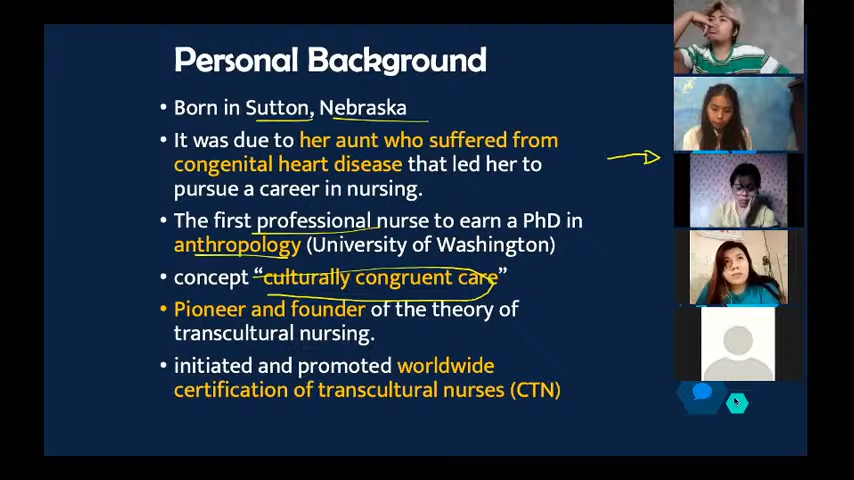 Personal Background
• Born in Sutton, Nebraska
• It was due to her aunt who suffered from
congenital heart disease that led her to
pursue a career in nursing.
• The first professional nurse to earn a PhD in
anthropology (University of Washington)
• concept “culturally congruent care”
• Pioneer and founder of the theory of
transcultural nursing.
• initiated and promoted worldwide
certification of transcultural nurses (CTN)